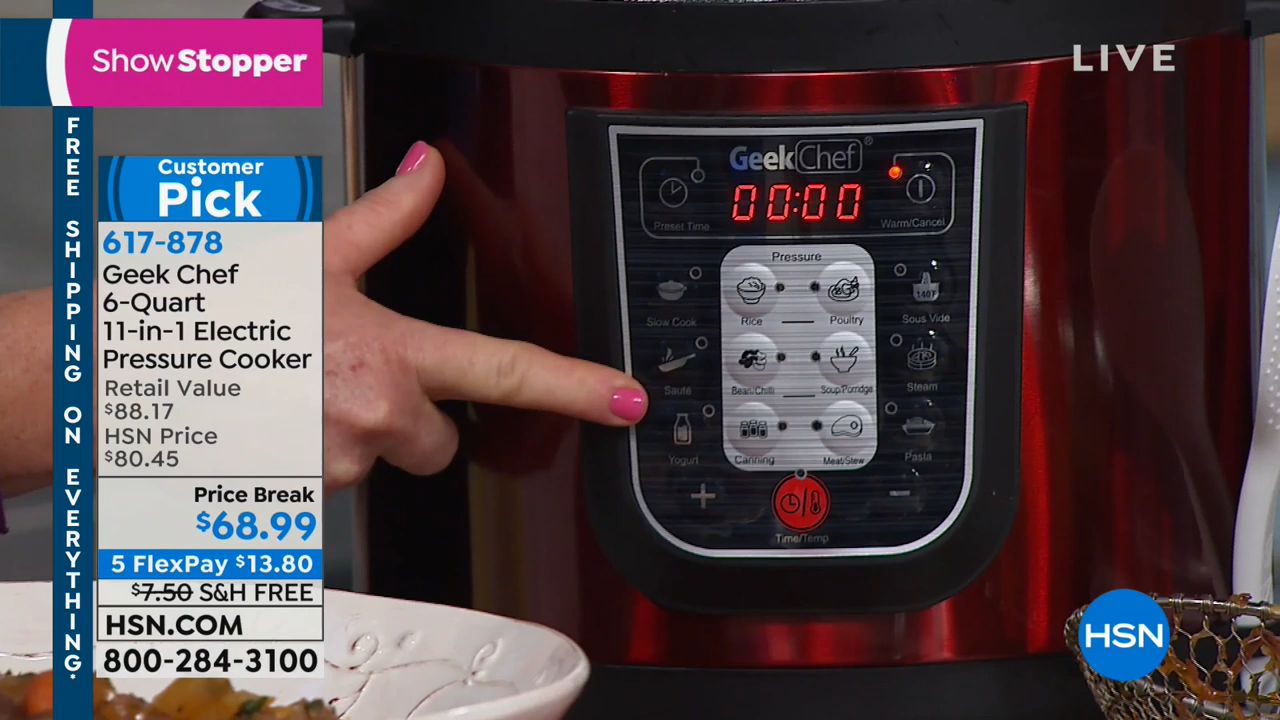 ShowStopper
LIVE
FREE SHIPPING ON EVERYTHING*
Customer
Pick
617-878
Geek Chef
6-Quart
11-in-1 Electric
Pressure Cooker
Retail Value
$88.17
HSN Price
$80.45
Price Break
$68.99
5 FlexPay $13.80
$7.50 S&H FREE
HSN.COM
800-284-3100
GeekChef®
00:00
Preset Time
Warm/Cancel
Pressure
Slow Cook
Rice
Poultry
140F
Sous Vide
Sauté
Bean/Chilli
Soup/Porridge
Steam
Yogurt
Canning
Meat/Stew
Pasta
+
-
Time/Temp
HSN